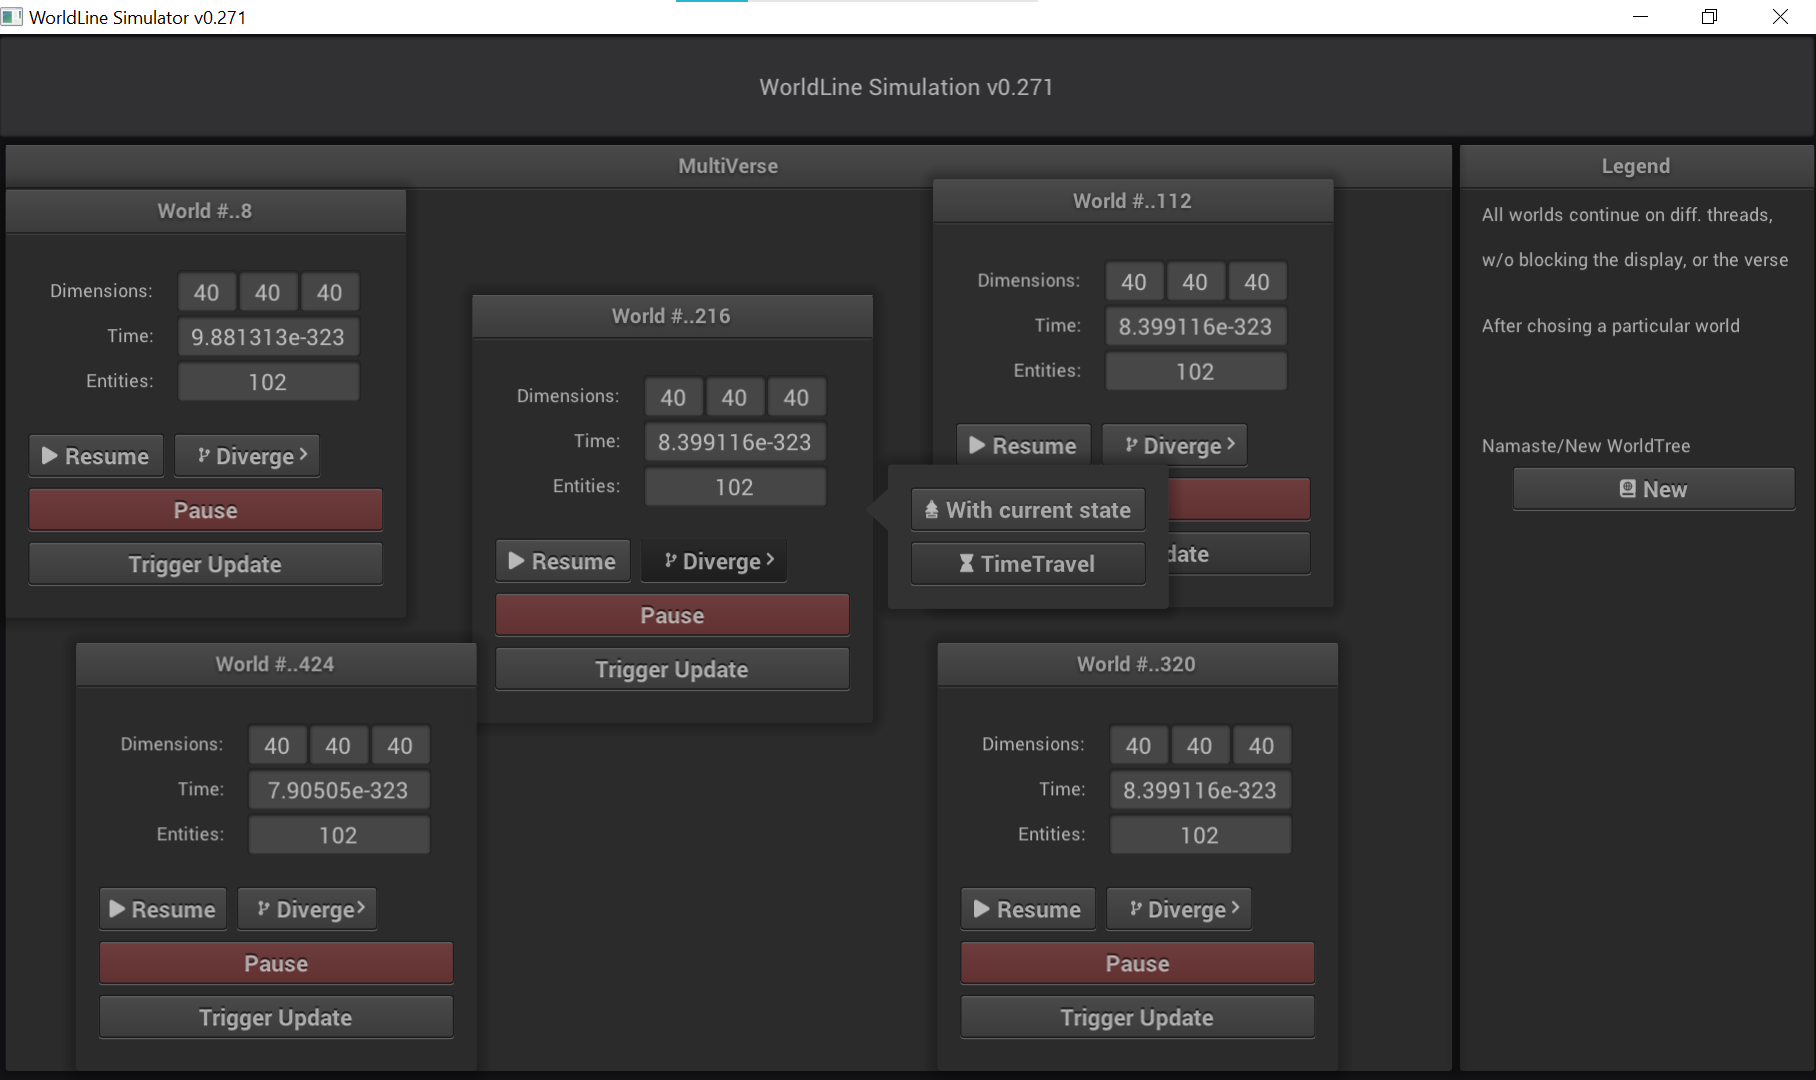 WorldLine Simulator v0.271
WorldLine Simulation v0.271
MultiVerse
World #..8
Dimensions: 40 40 40
Time: 9.881313e-323
Entities: 102
Resume Diverge
Pause
Trigger Update
World #..216
Dimensions: 40 40 40
Time: 8.399116e-323
Entities: 102
Resume Diverge
Pause
Trigger Update
With current state
TimeTravel
World #..112
Dimensions: 40 40 40
Time: 8.399116e-323
Entities: 102
Resume Diverge
date
World #..424
Dimensions: 40 40 40
Time: 7.90505e-323
Entities: 102
Resume Diverge
Pause
Trigger Update
World #..320
Dimensions: 40 40 40
Time: 8.399116e-323
Entities: 102
Resume Diverge
Pause
Trigger Update
Legend
All worlds continue on diff. threads,
w/o blocking the display, or the verse
After chosing a particular world
Namaste/New WorldTree
New